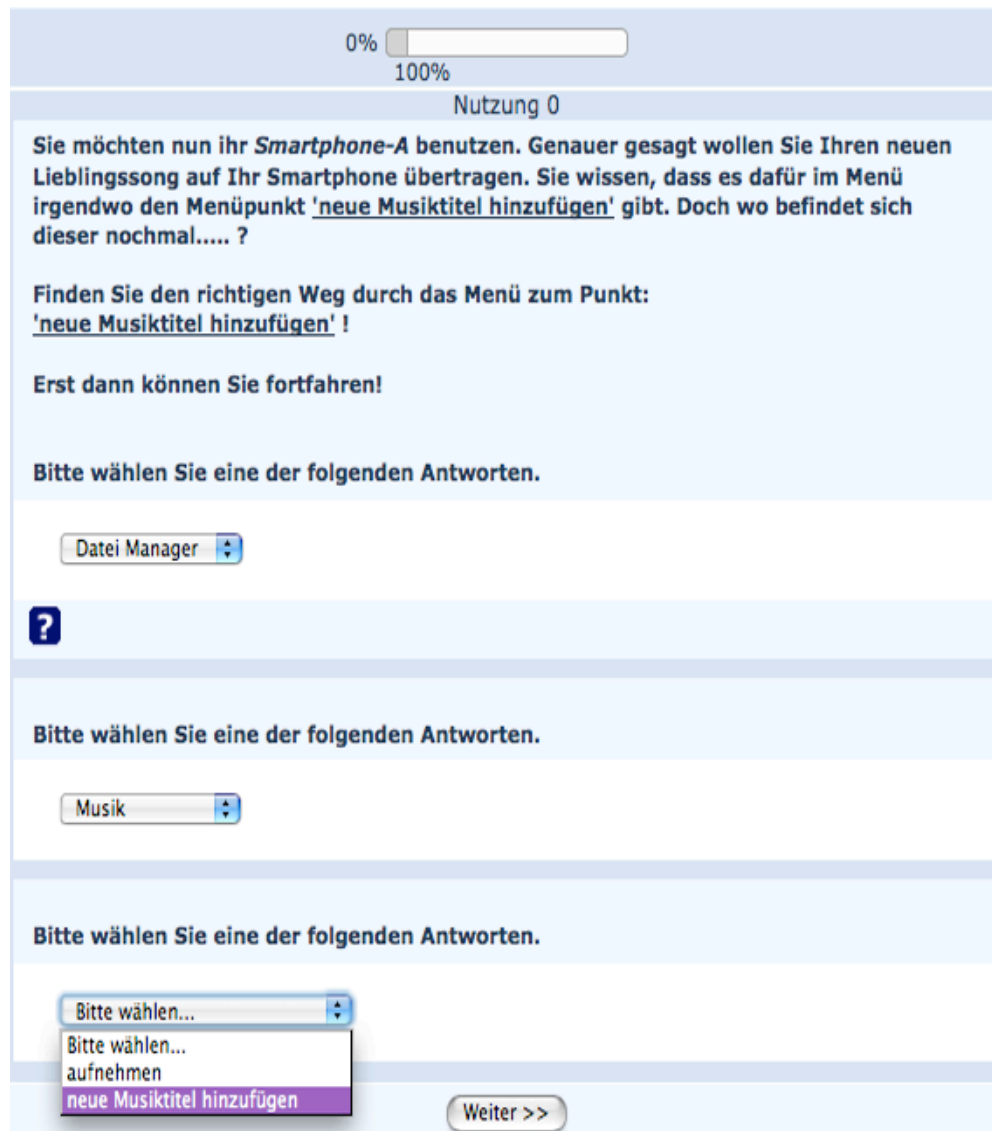 0%
100%
Nutzung 0
Sie möchten nun ihr Smartphone-A benutzen. Genauer gesagt wollen Sie Ihren neuen
Lieblingssong auf Ihr Smartphone übertragen. Sie wissen, dass es dafür im Menü
irgendwo den Menüpunkt 'neue Musiktitel hinzufügen' gibt. Doch wo befindet sich
dieser nochmal..... ?
Finden Sie den richtigen Weg durch das Menü zum Punkt:
'neue Musiktitel hinzufügen' !
Erst dann können Sie fortfahren!
Bitte wählen Sie eine der folgenden Antworten.
Datei Manager
?
Bitte wählen Sie eine der folgenden Antworten.
Musik
Bitte wählen Sie eine der folgenden Antworten.
Bitte wählen...
Bitte wählen...
aufnehmen
neue Musiktitel hinzufügen
Weiter >>